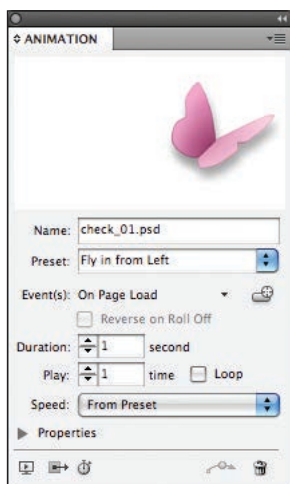 ANIMATION
Name: check_01.psd
Preset: Fly in from Left
Event(s): On Page Load
Reverse on Roll Off
Duration: 1 second
Play: 1 time Loop
Speed: From Preset
Properties